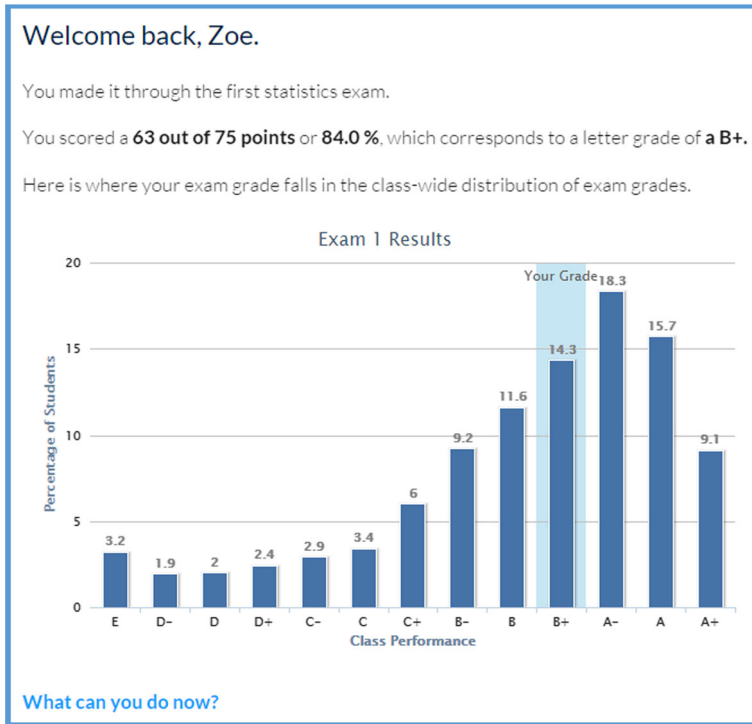 Welcome back, Zoe.
You made it through the first statistics exam.
You scored a 63 out of 75 points or 84.0 %, which corresponds to a letter grade of a B+.
Here is where your exam grade falls in the class-wide distribution of exam grades.
Exam 1 Results
20
Your Grade
18.3
15.7
15
14.3
11.6
10
9.2
9.1
6
5
3.2
1.9
2
2.4
2.9
3.4
0
Percentage of Students
E D- D D+ C- C C+ B- B B+ A- A A+
Class Performance
What can you do now?